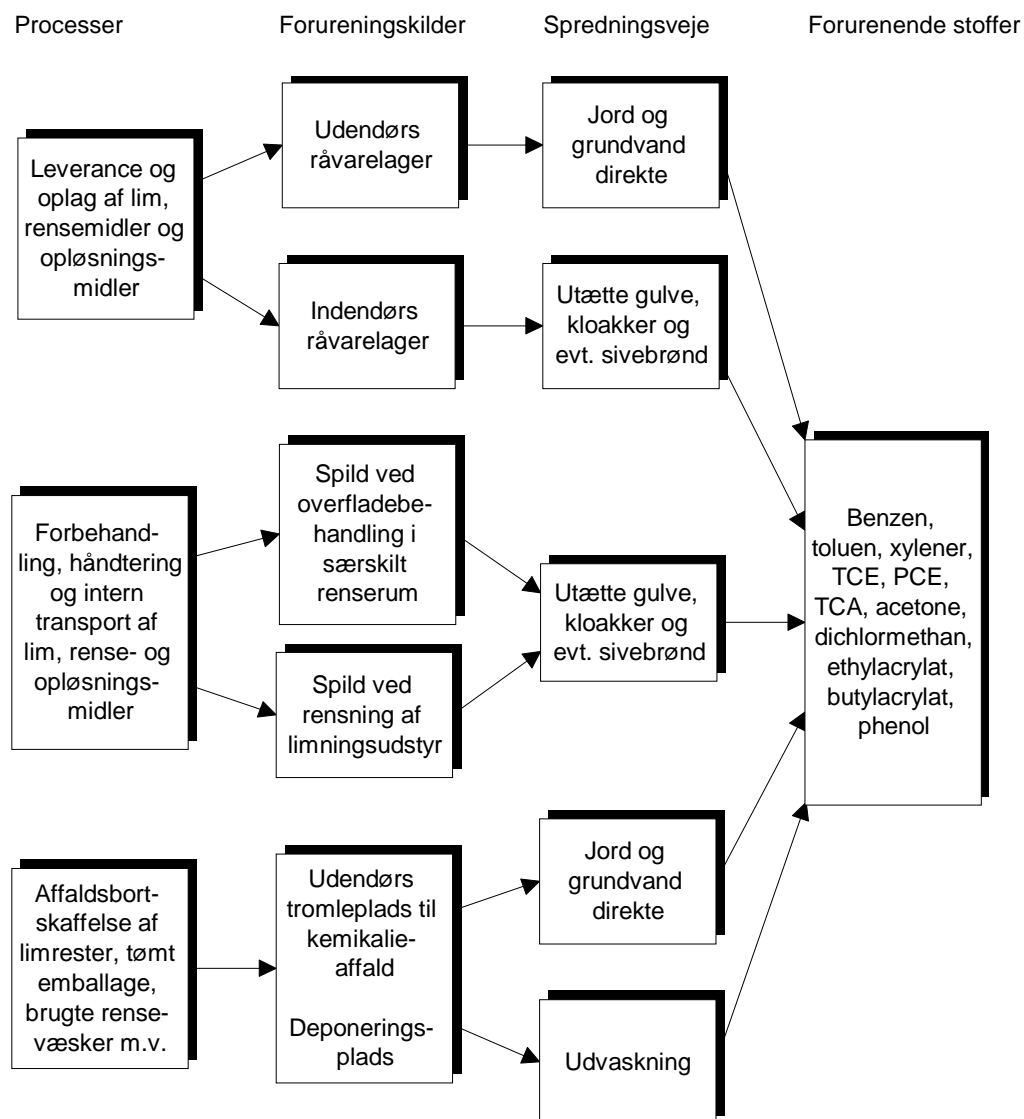 Processer
Forureningskilder
Spredningsveje
Forurenende stoffer
Leverance og
oplag af lim,
rensemidler og
opløsnings-
midler
Udendørs
råvarelager
Jord og
grundvand
direkte
Indendørs
råvarelager
Utætte gulve,
kloakker og
evt. sivebrønd
Forbehand-
ling, håndtering
og intern
transport af
lim, rense- og
opløsnings-
midler
Spild ved
overfladebe-
handling i
særskilt
renserum
Spild ved
rensning af
limningsudstyr
Utætte gulve,
kloakker og
evt. sivebrønd
Benzen,
toluen, xylener,
TCE, PCE,
TCA, acetone,
dichlormethan,
ethylacrylat,
butylacrylat,
phenol
Affaldsbort-
skaffelse af
limrester, tømt
emballage,
brugte rense-
væsker m.v.
Udendørs
tromleplads til
kemikalie-
affald
Deponerings-
plads
Jord og
grundvand
direkte
Udvaskning